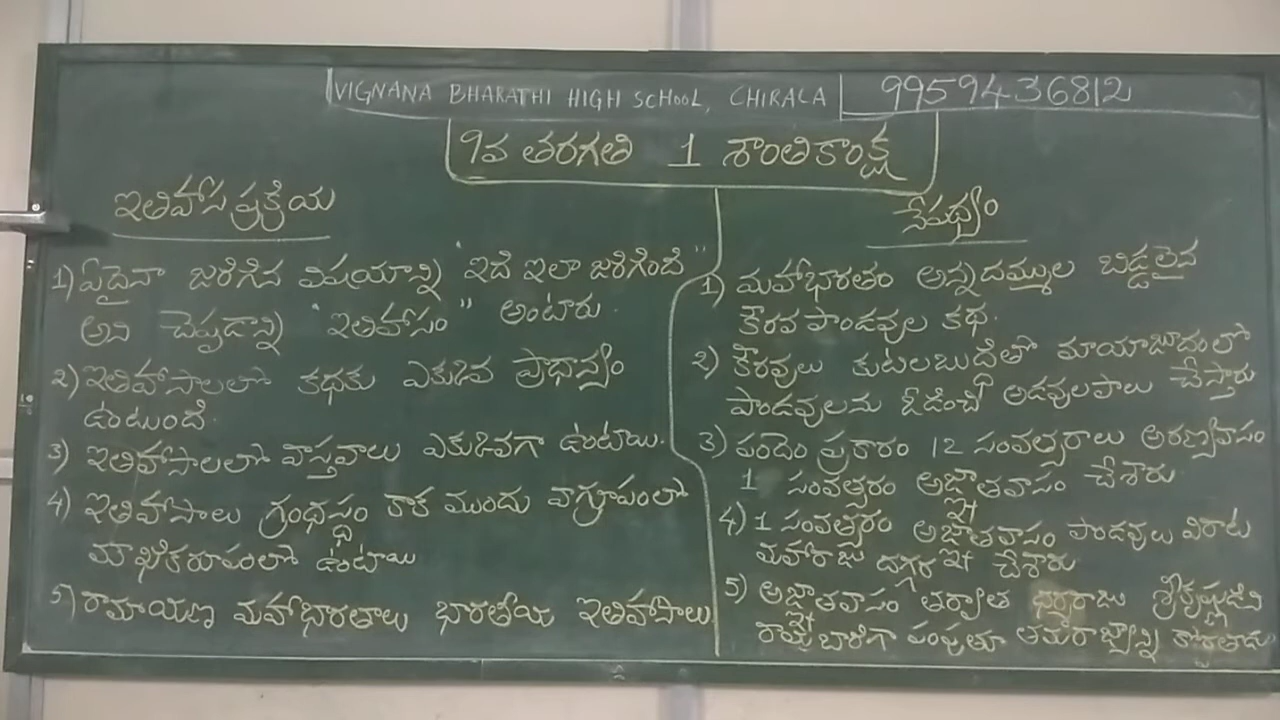 VIGNANA BHARATHI HIGH SCHOOL, CHIRALA 9959436812
9వ తరగతి 1 శాంతికాంక్ష
ఇతిహాస ప్రక్రియ
1) ఏదైనా జరిగిన విషయాన్ని "ఇది ఇలా జరిగింది"
అని చెప్పడాన్ని "ఇతిహాసం" అంటారు.
2) ఇతిహాసాలలో కథకు ఎకుడివ ప్రాధాన్యం
ఉంటుంది.
3) ఇతిహాసాలలో వాస్తవాలు ఎకుడివగా ఉంటాయి.
4) ఇతిహాసాలు గ్రంథస్థం కాక ముందు వాగ్రూపంలో
మౌఖికరూపంలో ఉంటాయి
5) రామాయణ మహాభారతాలు భారతీయ ఇతిహాసాలు.
నేపథ్యం
1) మహాభారతం అన్నదమ్ముల బిడ్డలైన
కౌరవ పాండవుల కథ.
2) కౌరవులు కుటిలబుద్ధితో మాయాజూదంలో
పాండవులను ఓడించి అడవులపాలు చేస్తారు
3) పందెం ప్రకారం 12 సంవత్సరాలు అరణ్యవాసం
1 సంవత్సరం అజ్ఞాతవాసం చేశారు
4) 1 సంవత్సరం అజ్ఞాతవాసం పాండవులు విరాట
మహారాజు దగ్గర చేశారు
5) అజ్ఞాతవాసం తర్వాత ధర్మరాజు శ్రీకృష్ణుడిని
రాయబారిగా పంపుతూ తమరాజ్యాన్ని కోర్తాడు